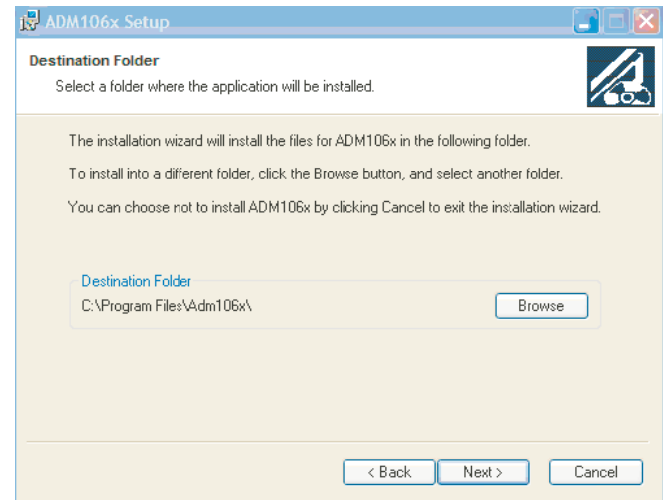 ADM106x Setup
Destination Folder
Select a folder where the application will be installed.
The installation wizard will install the files for ADM106x in the following folder.
To install into a different folder, click the Browse button, and select another folder.
You can choose not to install ADM106x by clicking Cancel to exit the installation wizard.
Destination Folder
C:\Program Files\Adm106x\
Browse
< Back
Next >
Cancel